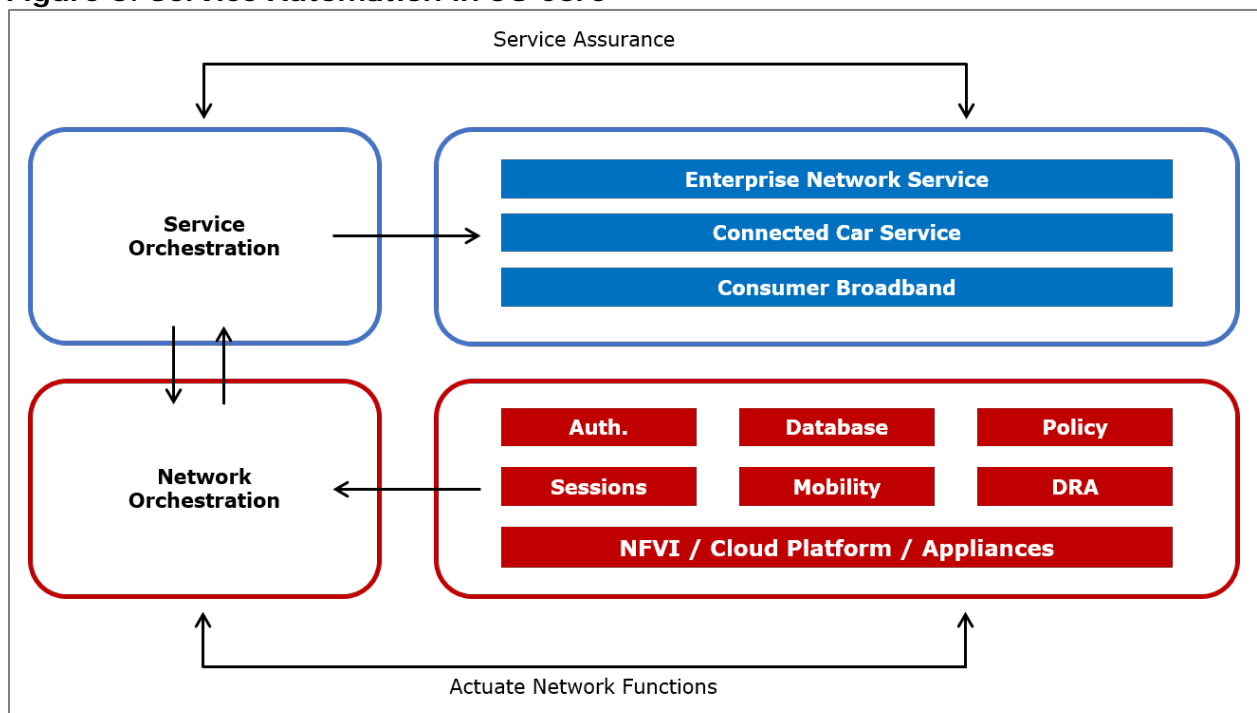 Service Assurance
Service
Orchestration
Enterprise Network Service
Connected Car Service
Consumer Broadband
Network
Orchestration
Auth.
Database
Policy
Sessions
Mobility
DRA
NFVI / Cloud Platform / Appliances
Actuate Network Functions